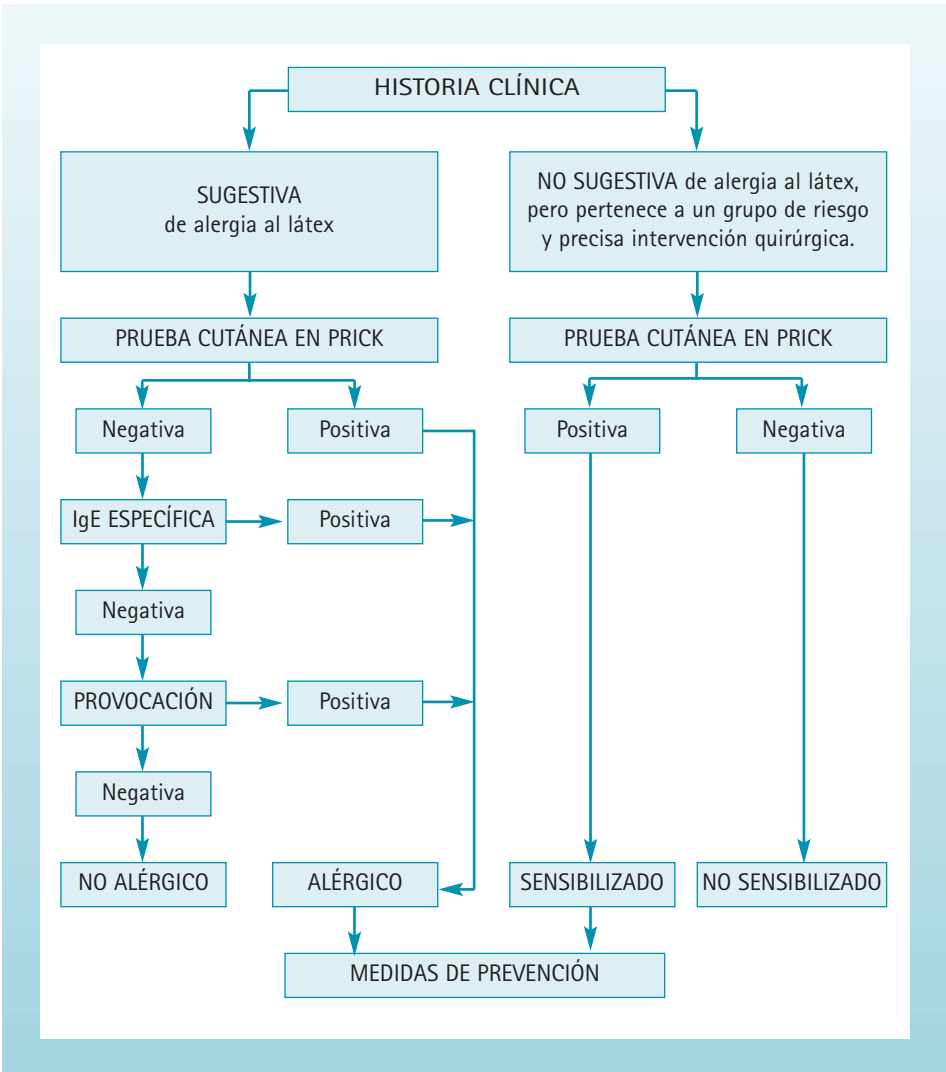 HISTORIA CLÍNICA
SUGESTIVA
de alergia al látex
NO SUGESTIVA de alergia al látex,
pero pertenece a un grupo de riesgo
y precisa intervención quirúrgica.
PRUEBA CUTÁNEA EN PRICK
PRUEBA CUTÁNEA EN PRICK
Negativa
Positiva
Positiva
Negativa
IgE ESPECÍFICA
Positiva
Negativa
PROVOCACIÓN
Positiva
Negativa
NO ALÉRGICO
ALÉRGICO
SENSIBILIZADO
NO SENSIBILIZADO
MEDIDAS DE PREVENCIÓN